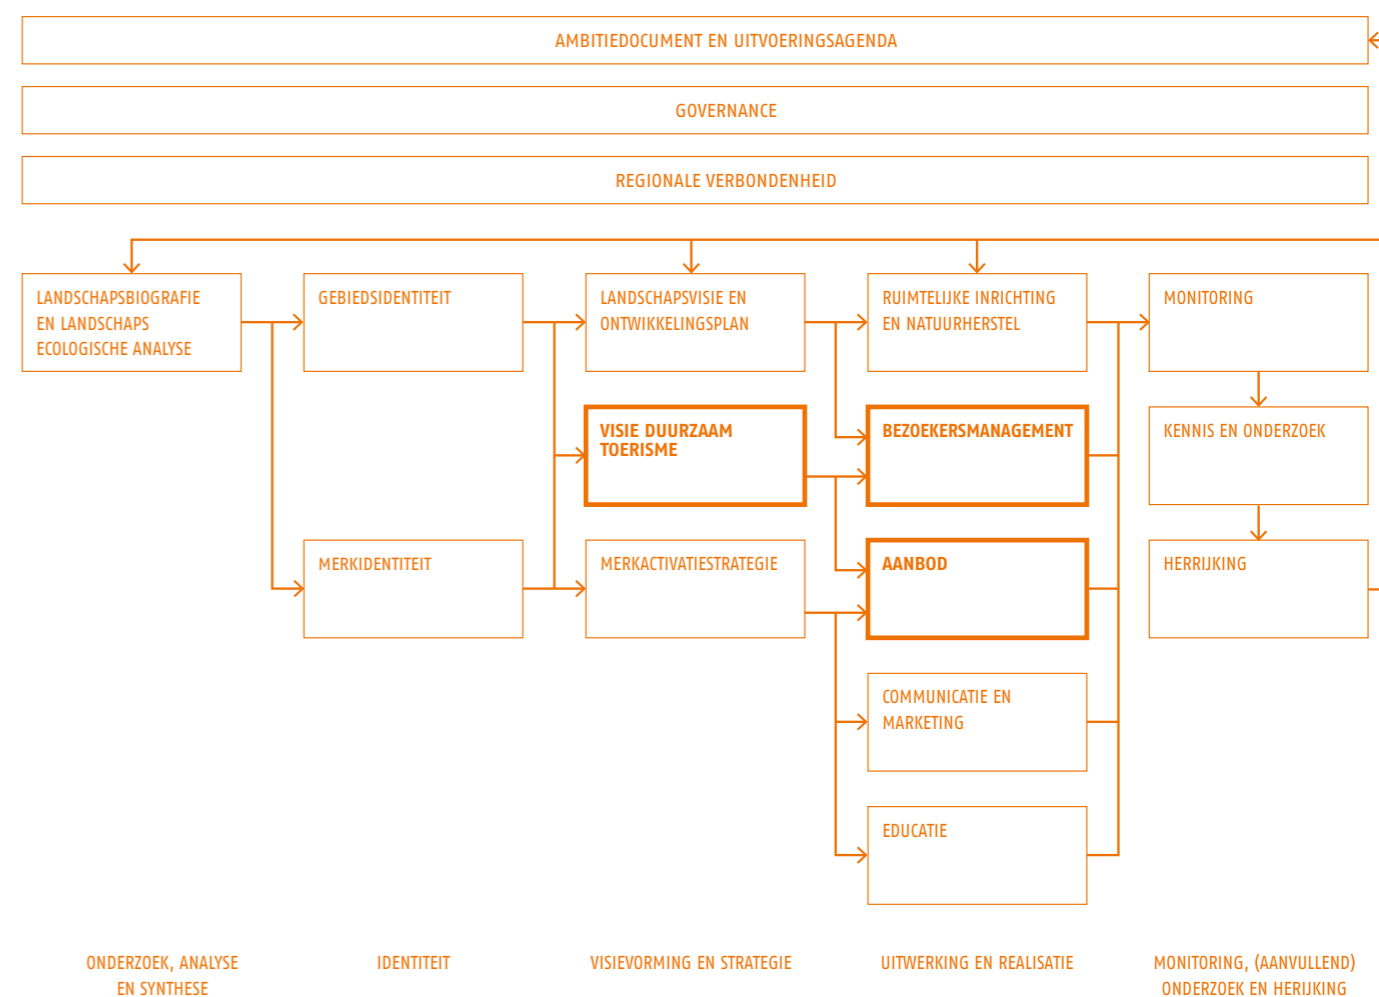 AMBITIEDOCUMENT EN UITVOERINGSAGENDA
GOVERNANCE
REGIONALE VERBONDENHEID
LANDSCHAPSBIOGRAFIE
EN LANDSCHAPS
ECOLOGISCHE ANALYSE
GEBIEDSIDENTITEIT
LANDSCHAPSVISIE EN
ONTWIKKELINGSPLAN
RUIMTELIJKE INRICHTING
EN NATUURHERSTEL
MONITORING
VISIE DUURZAAM
TOERISME
BEZOEKERSMANAGEMENT
KENNIS EN ONDERZOEK
MERKIDENTITEIT
MERKACTIVATIESTRATEGIE
AANBOD
HERRIJKING
COMMUNICATIE EN
MARKETING
EDUCATIE
ONDERZOEK, ANALYSE
EN SYNTHESE
IDENTITEIT
VISIEVORMING EN STRATEGIE
UITWERKING EN REALISATIE
MONITORING, (AANVULLEND)
ONDERZOEK EN HERIJKING